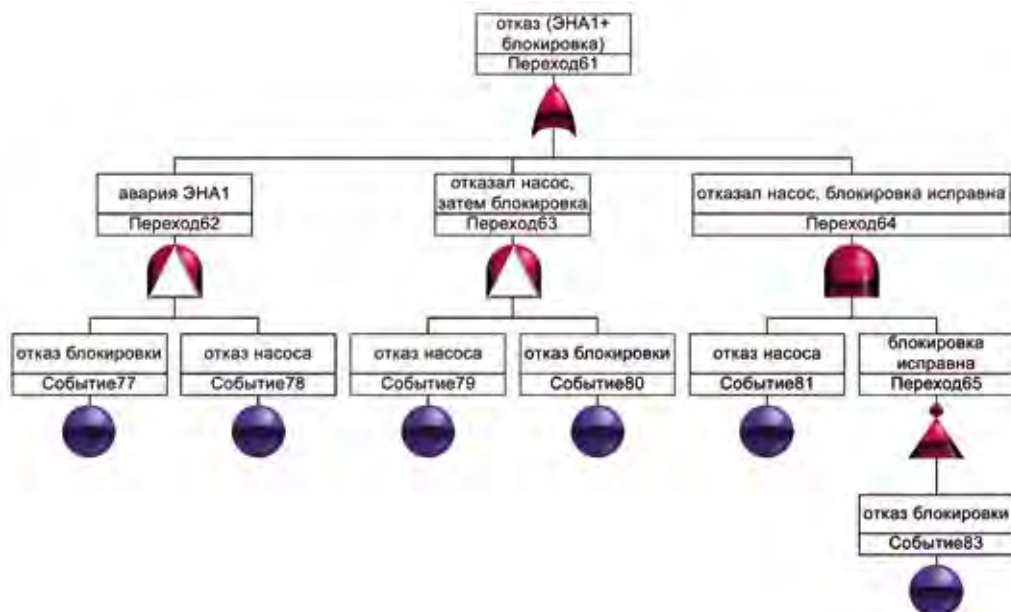 отказ (ЭНА1+
блокировка)
Переход61
авария ЭНА1
Переход62
отказал насос,
затем блокировка
Переход63
отказал насос, блокировка исправна
Переход64
отказ блокировки
Событие77
отказ насоса
Событие78
отказ насоса
Событие79
отказ блокировки
Событие80
отказ насоса
Событие81
блокировка
исправна
Переход65
отказ блокировки
Событие83